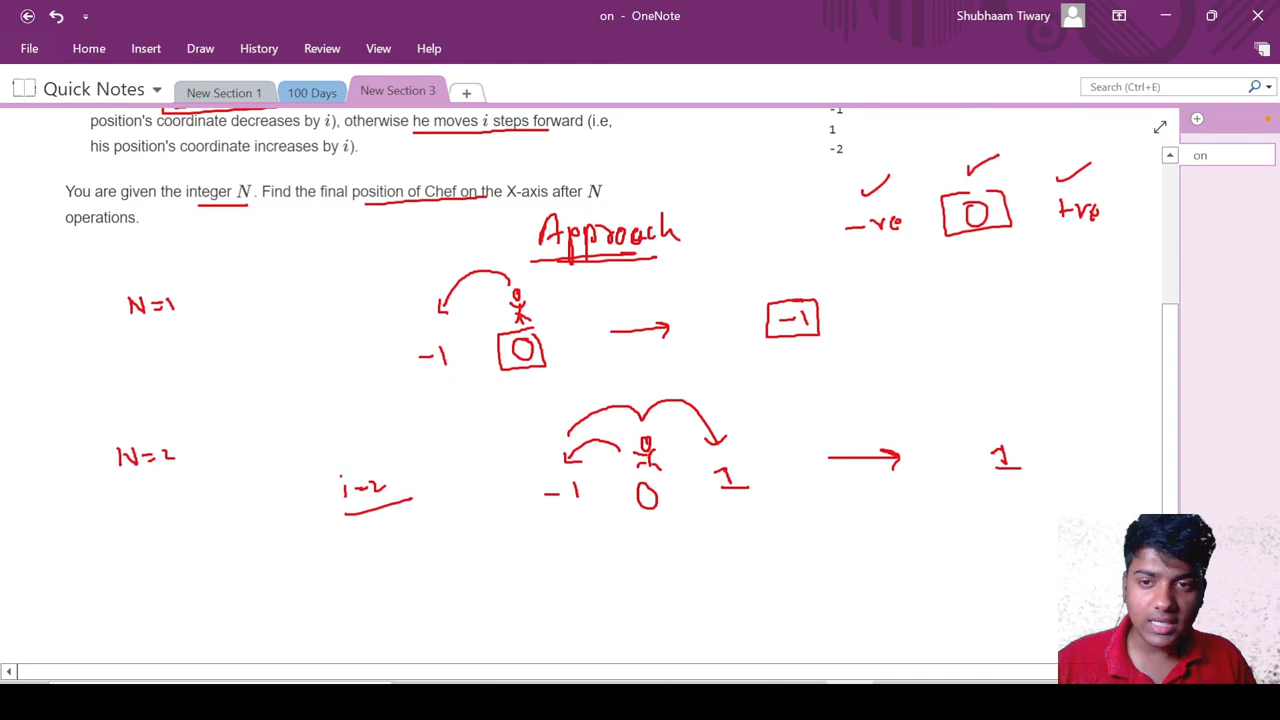 on - OneNote
Shubhaam Tiwary
File Home Insert Draw History Review View Help
Quick Notes
New Section 1
100 Days
New Section 3
Search (Ctrl+E)
on
position's coordinate decreases by i), otherwise he moves i steps forward (i.e,
his position's coordinate increases by i).
You are given the integer N. Find the final position of Chef on the X-axis after N
operations.
-1
1
-2
-ve 0 +ve
Approach
N=1
-1 0
-1
N=2
i-2
-1 0 1
1